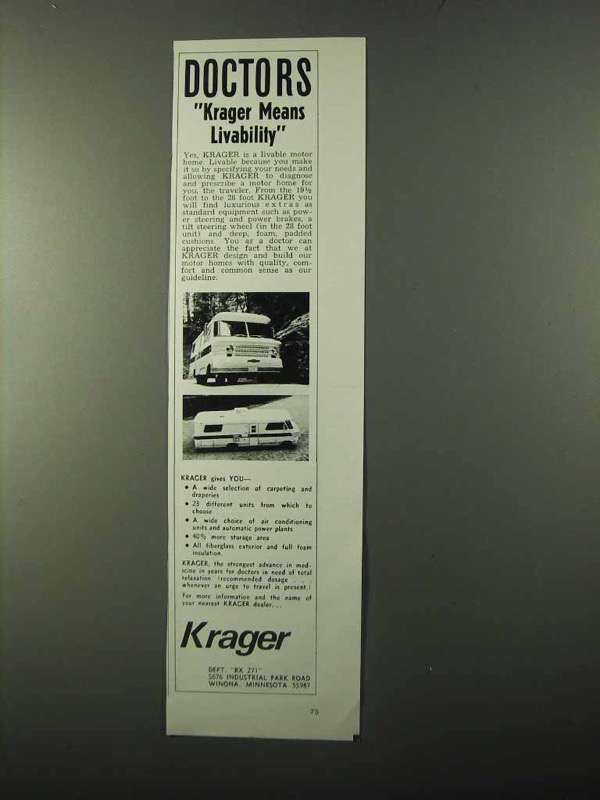 DOCTORS
"Krager Means
Livability"
Yes, KRAGER is a livable motor
home. Livable because you make
it so by specifying your needs and
allowing KRAGER to diagnose
and prescribe a motor home for
you, the traveler. From the 19½
foot to the 28 foot KRAGER you
will find luxurious extras as
standard equipment such as pow-
er steering and power brakes, a
tilt steering wheel (in the 28 foot
unit) and deep, foam, padded
cushions. You as a doctor can
appreciate the fact that we at
KRAGER design and build our
motor homes with quality, com-
fort and common sense as our
guideline.
KRAGER gives YOU—
• A wide selection of carpeting and
draperies
• 23 different units from which to
choose
• A wide choice of air conditioning
units and automatic power plants
• 40% more storage area
• All fiberglass exterior and full foam
insulation.
KRAGER, the strongest advance in med-
icine in years for doctors in need of total
relaxation (recommended dosage . . .
whenever an urge to travel is present.)
For more information and the name of
your nearest KRAGER dealer...
Krager
DEPT. "RX 271"
5676 INDUSTRIAL PARK ROAD
WINONA, MINNESOTA 55987
75